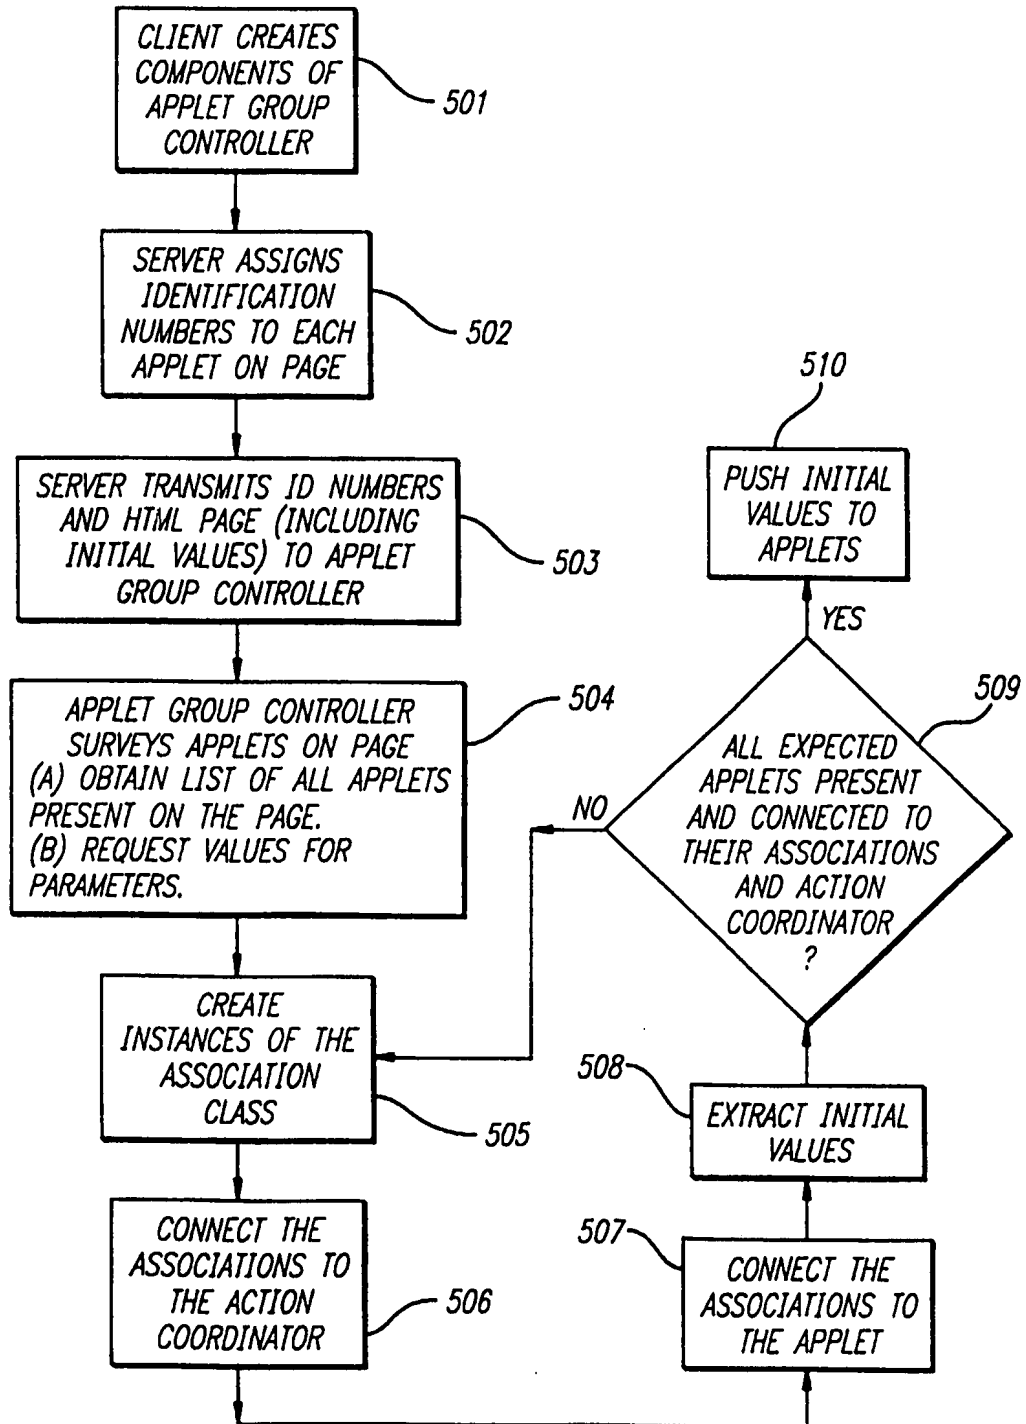 CLIENT CREATES
COMPONENTS OF
APPLET GROUP
CONTROLLER
501
SERVER ASSIGNS
IDENTIFICATION
NUMBERS TO EACH
APPLET ON PAGE
502
SERVER TRANSMITS ID NUMBERS
AND HTML PAGE (INCLUDING
INITIAL VALUES) TO APPLET
GROUP CONTROLLER
503
APPLET GROUP CONTROLLER
SURVEYS APPLETS ON PAGE
(A) OBTAIN LIST OF ALL APPLETS
PRESENT ON THE PAGE.
(B) REQUEST VALUES FOR
PARAMETERS.
504
CREATE
INSTANCES OF THE
ASSOCIATION
CLASS
505
CONNECT THE
ASSOCIATIONS TO
THE ACTION
COORDINATOR
506
507
CONNECT THE
ASSOCIATIONS TO
THE APPLET
508
EXTRACT INITIAL
VALUES
509
ALL EXPECTED
APPLETS PRESENT
AND CONNECTED TO
THEIR ASSOCIATIONS
AND ACTION
COORDINATOR
?
NO
YES
510
PUSH INITIAL
VALUES TO
APPLETS